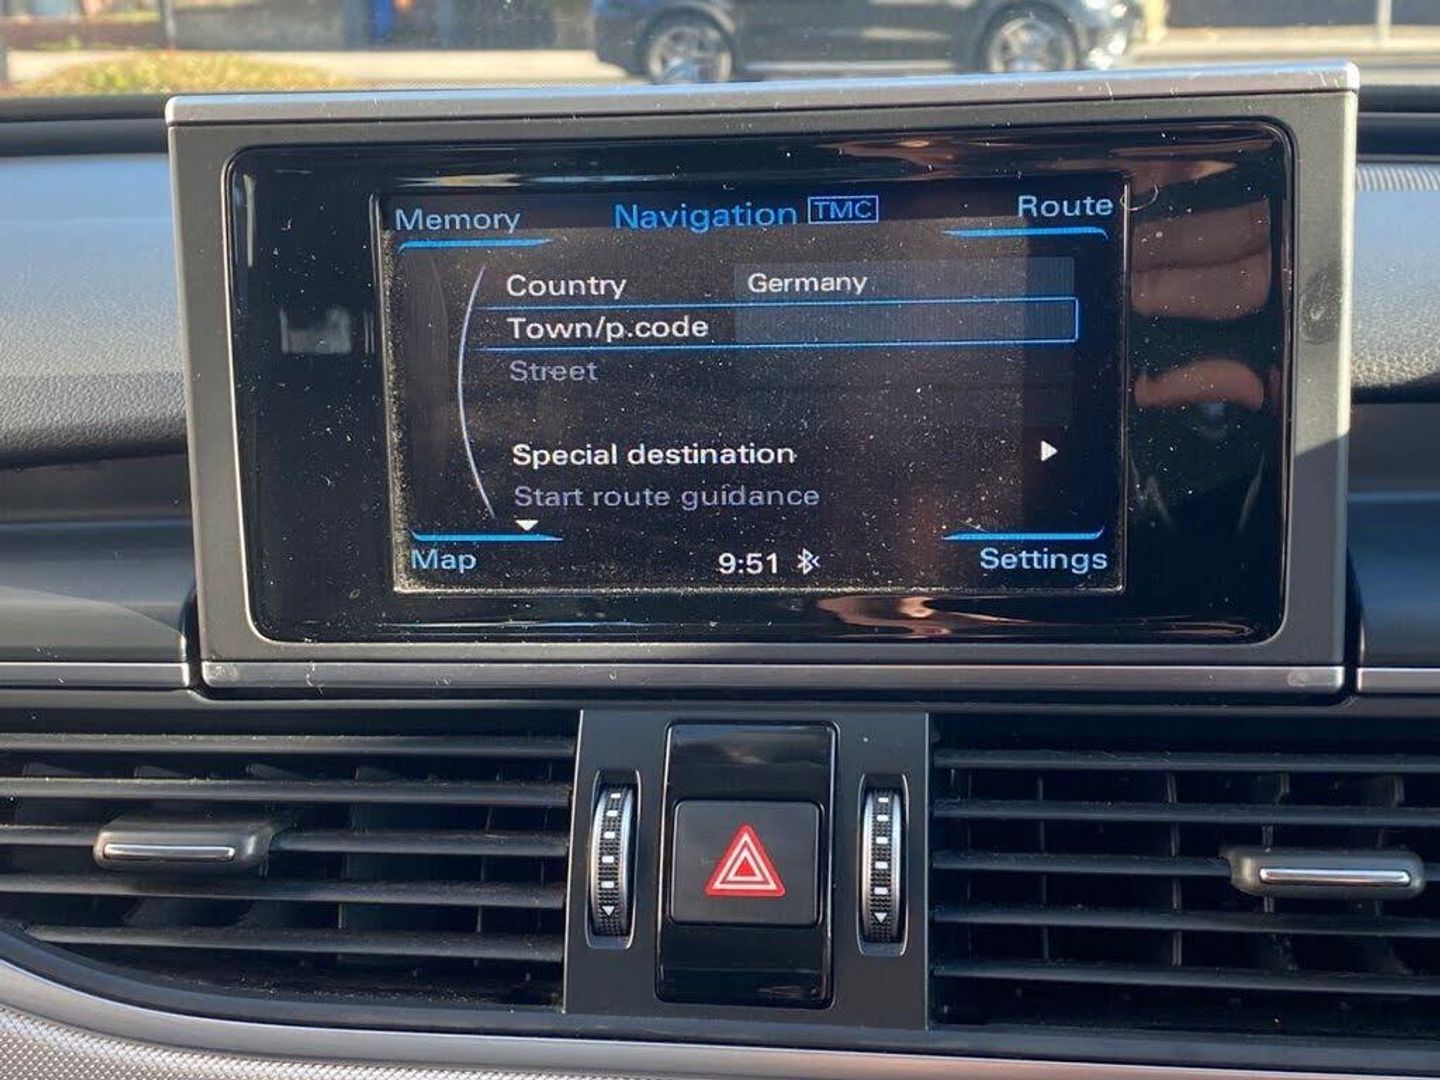 Memory Navigation TMC Route
Country Germany
Town/p.code
Street
Special destination
Start route guidance
Map 9:51 Settings